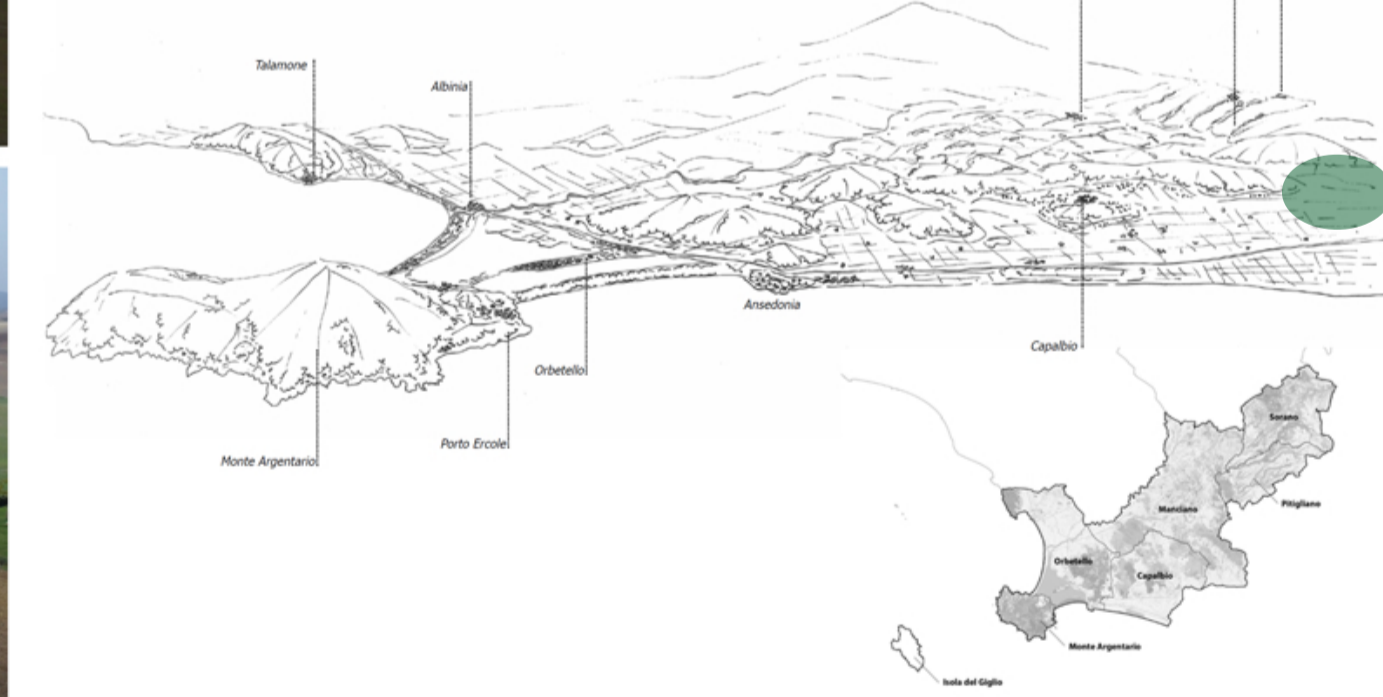 Talamone
Albinia
Ansedonia
Capalbio
Orbetello
Porto Ercole
Monte Argentario
Sorano
Pitigliano
Manciano
Orbetello
Capalbio
Monte Argentario
Isola del Giglio